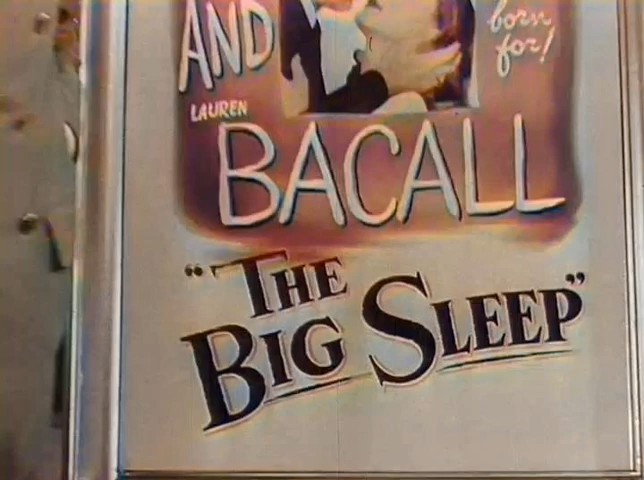 born
for!
AND
LAUREN
BACALL
"THE
BIG SLEEP"